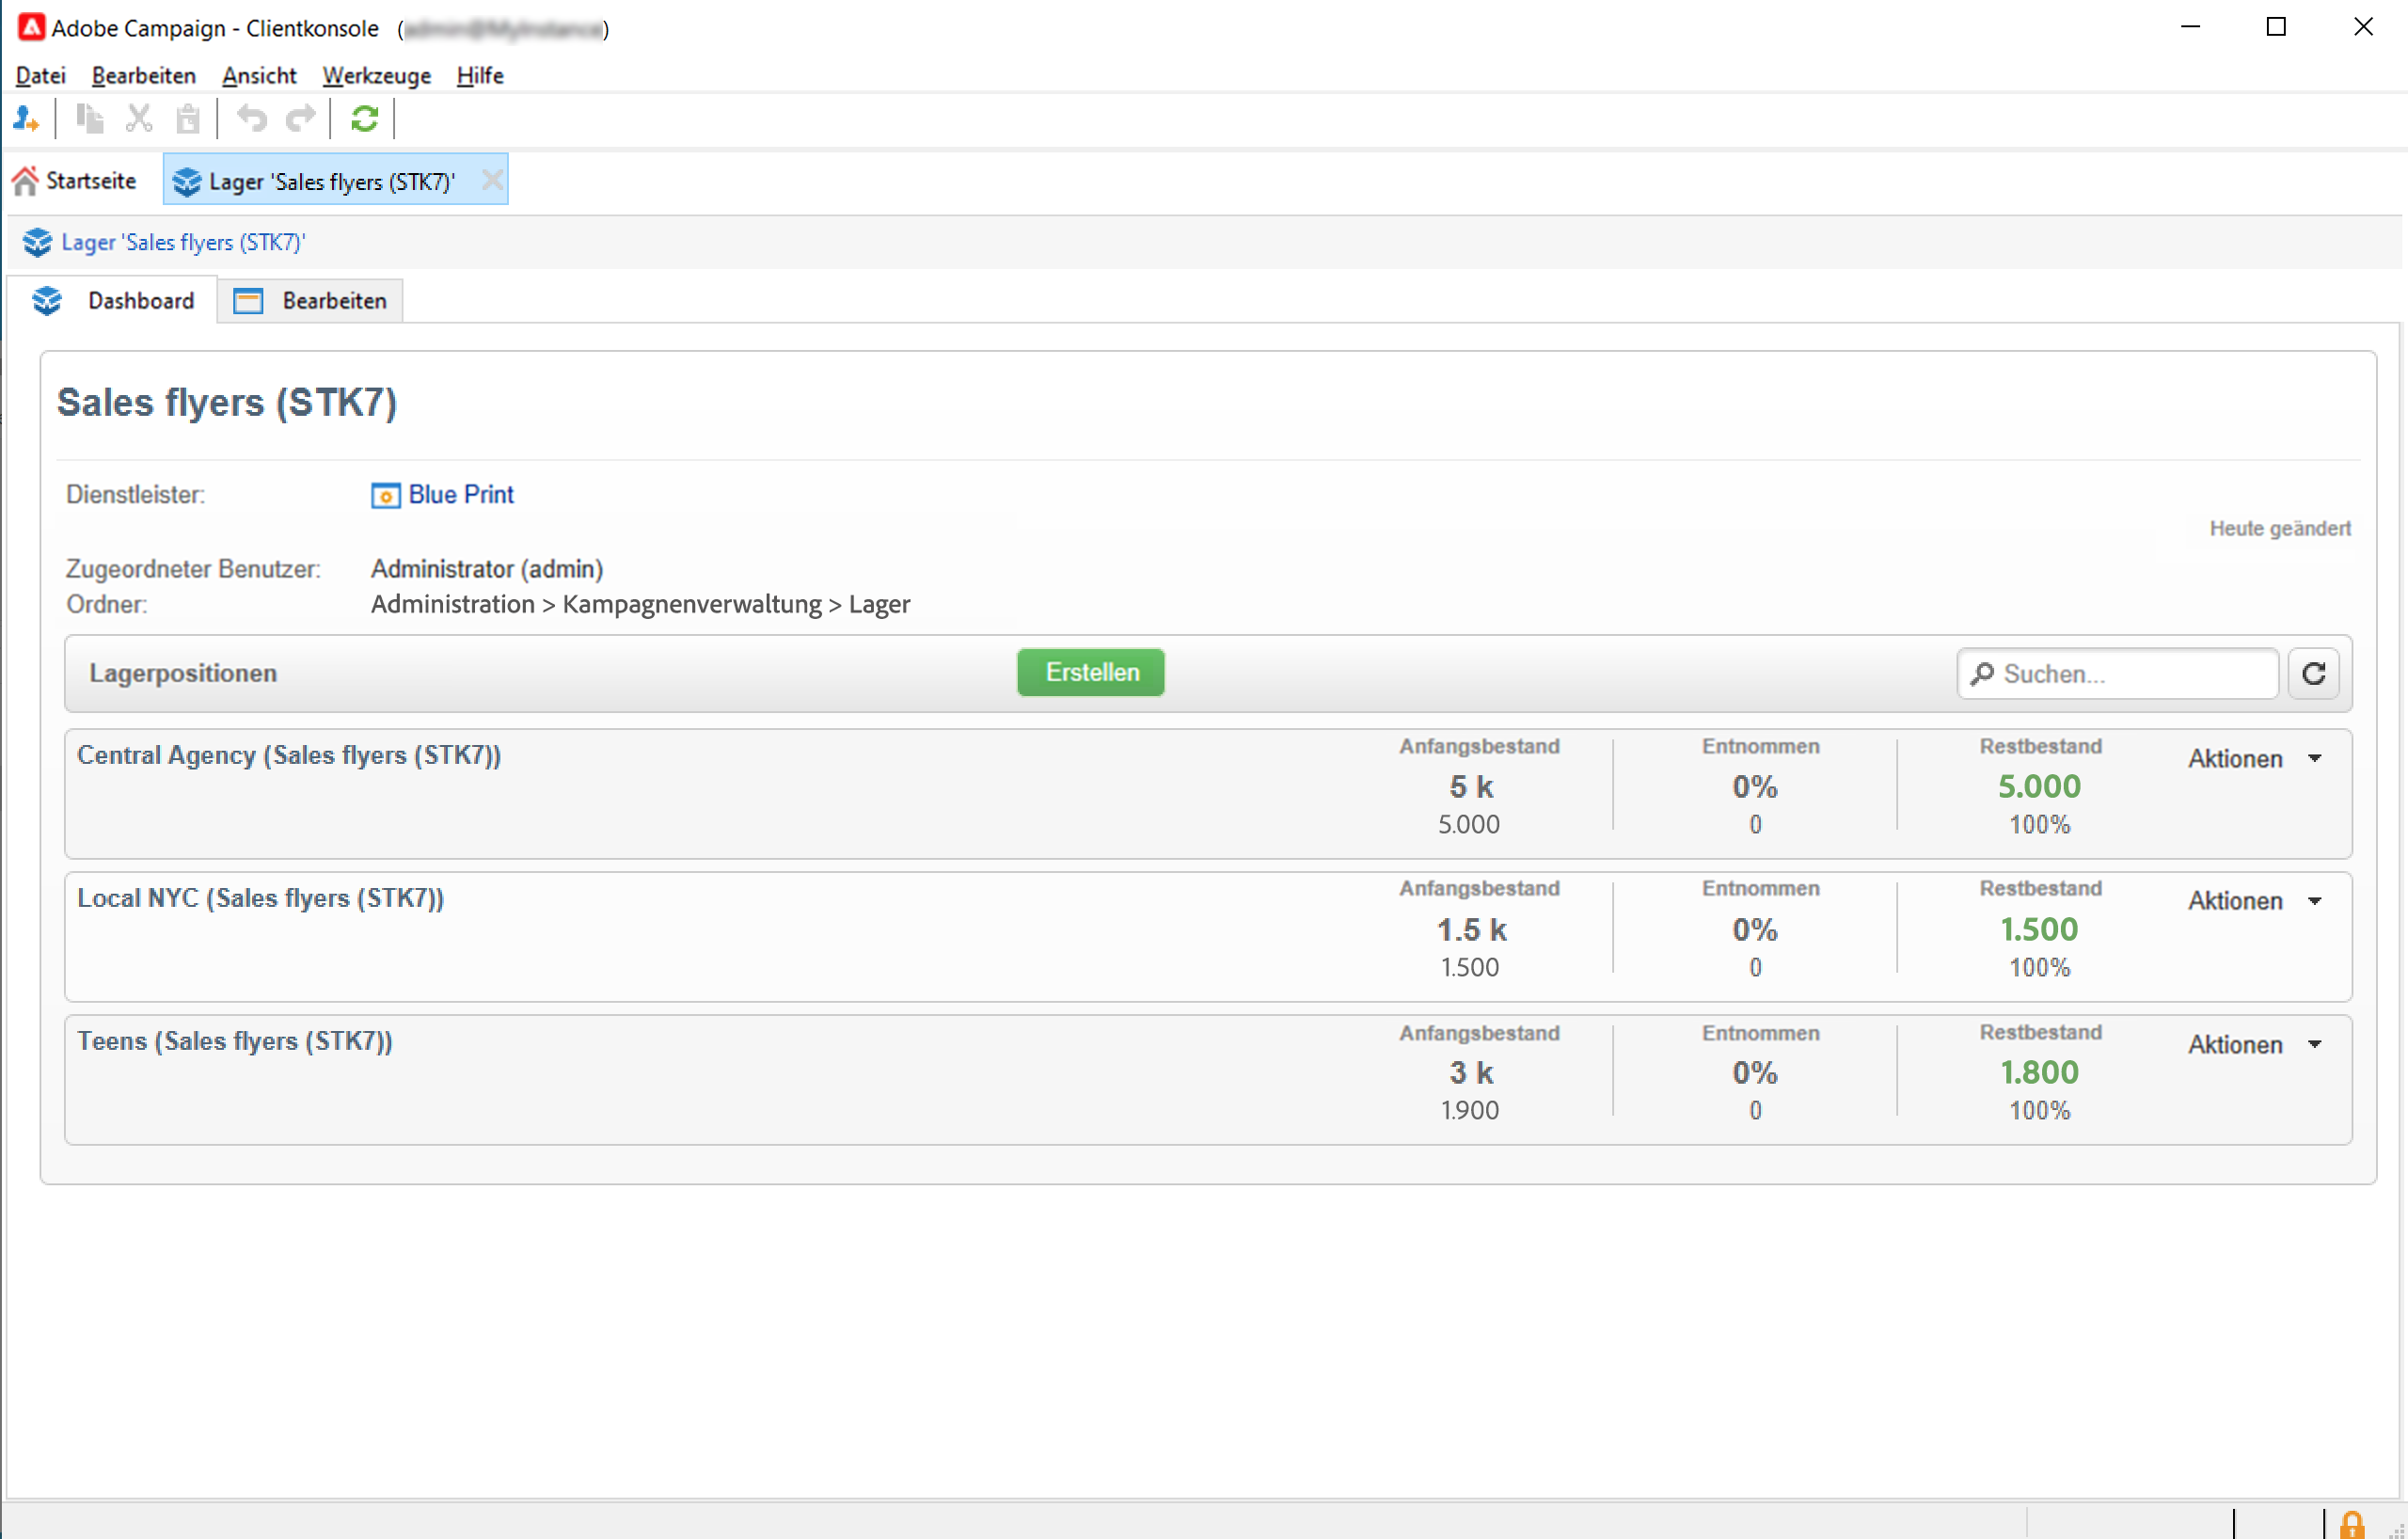 Adobe Campaign - Clientkonsole ()
Datei Bearbeiten Ansicht Werkzeuge Hilfe
Startseite Lager 'Sales flyers (STK7)'
Lager 'Sales flyers (STK7)'
Dashboard Bearbeiten
Sales flyers (STK7)
Dienstleister: Blue Print
Heute geändert
Zugeordneter Benutzer: Administrator (admin)
Ordner: Administration > Kampagnenverwaltung > Lager
Lagerpositionen Erstellen Suchen...
Central Agency (Sales flyers (STK7)) Anfangsbestand Entnommen Restbestand Aktionen
5 k 0% 5.000
5.000 0 100%
Local NYC (Sales flyers (STK7)) Anfangsbestand Entnommen Restbestand Aktionen
1.5 k 0% 1.500
1.500 0 100%
Teens (Sales flyers (STK7)) Anfangsbestand Entnommen Restbestand Aktionen
3 k 0% 1.800
1.900 0 100%